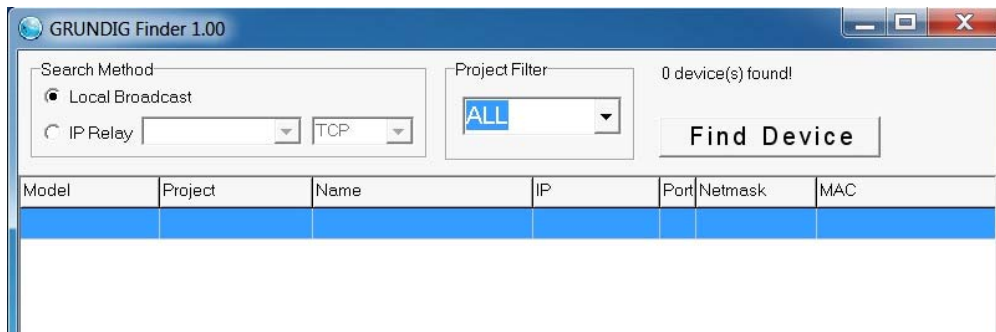 GRUNDIG Finder 1.00
Search Method
Local Broadcast
IP Relay
TCP
Project Filter
ALL
0 device(s) found!
Find Device
Model Project Name IP Port Netmask MAC